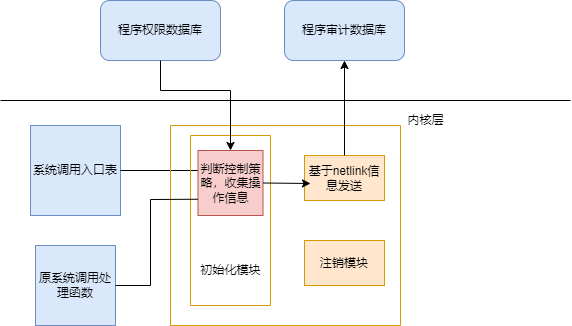 程序权限数据库
程序审计数据库
内核层
系统调用入口表
判断控制策
略，收集操
作信息
基于netlink信
息发送
原系统调用处
理函数
初始化模块
注销模块